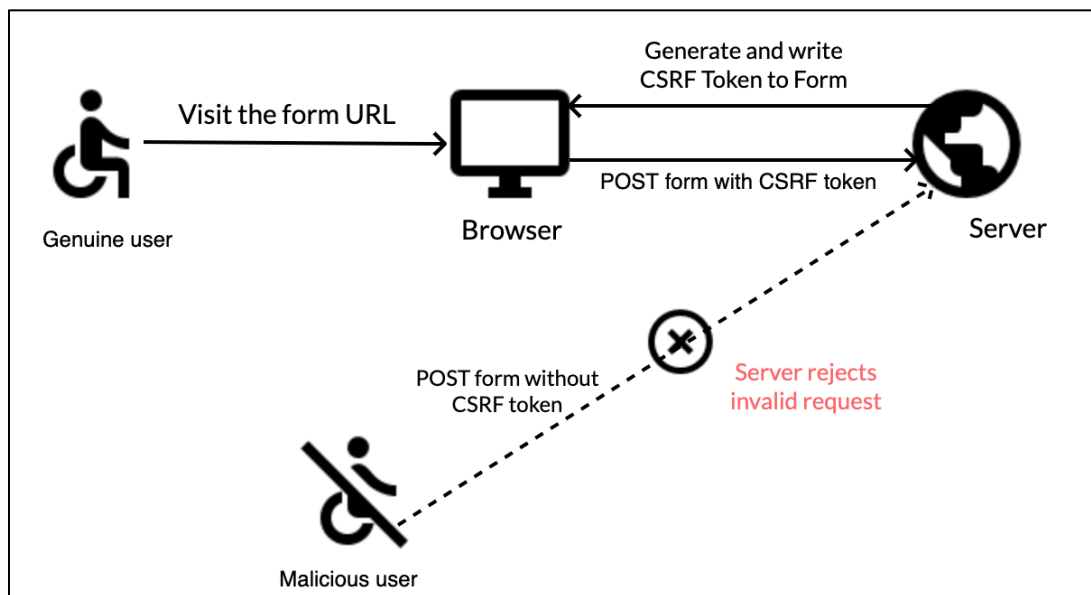 Generate and write
CSRF Token to Form
Visit the form URL
POST form with CSRF token
Genuine user
Browser
Server
POST form without
CSRF token
Server rejects
invalid request
Malicious user